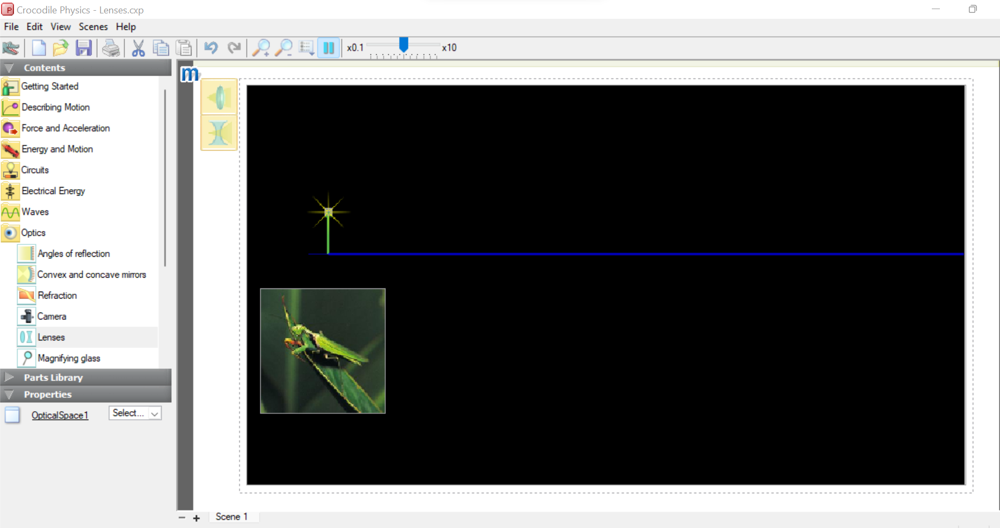 Crocodile Physics - Lenses.cxp
File Edit View Scenes Help
x0.1 x10
Contents
Getting Started
Describing Motion
Force and Acceleration
Energy and Motion
Circuits
Electrical Energy
Waves
Optics
Angles of reflection
Convex and concave mirrors
Refraction
Camera
Lenses
Magnifying glass
Parts Library
Properties
OpticalSpace1 Select...
m
Scene 1